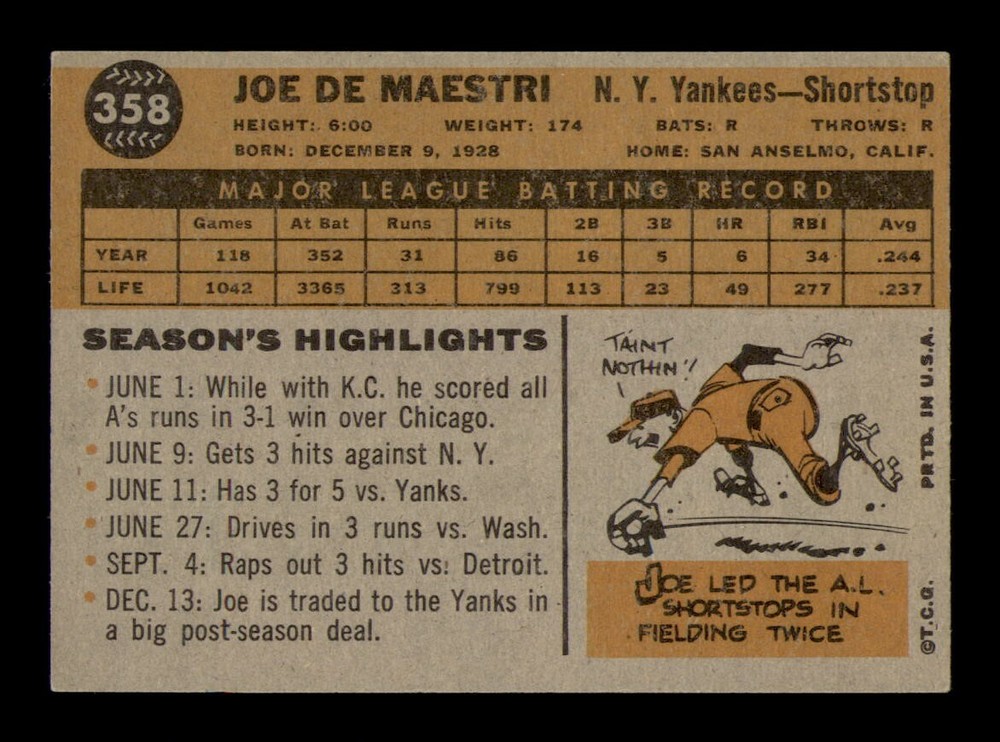 358
JOE DE MAESTRI N. Y. Yankees—Shortstop
HEIGHT: 6:00 WEIGHT: 174 BATS: R THROWS: R
BORN: DECEMBER 9, 1928 HOME: SAN ANSELMO, CALIF.
MAJOR LEAGUE BATTING RECORD
Games At Bat Runs Hits 2B 3B HR RBI Avg
YEAR 118 352 31 86 16 5 6 34 .244
LIFE 1042 3365 313 799 113 23 49 277 .237
SEASON'S HIGHLIGHTS
• JUNE 1: While with K.C. he scored all
A's runs in 3-1 win over Chicago.
• JUNE 9: Gets 3 hits against N. Y.
• JUNE 11: Has 3 for 5 vs. Yanks.
• JUNE 27: Drives in 3 runs vs. Wash.
• SEPT. 4: Raps out 3 hits vs. Detroit.
• DEC. 13: Joe is traded to the Yanks in
a big post-season deal.
'TAINT
NOTHIN'!
JOE LED THE A.L.
SHORTSTOPS IN
FIELDING TWICE
©T.C.G. PRTD. IN U.S.A.